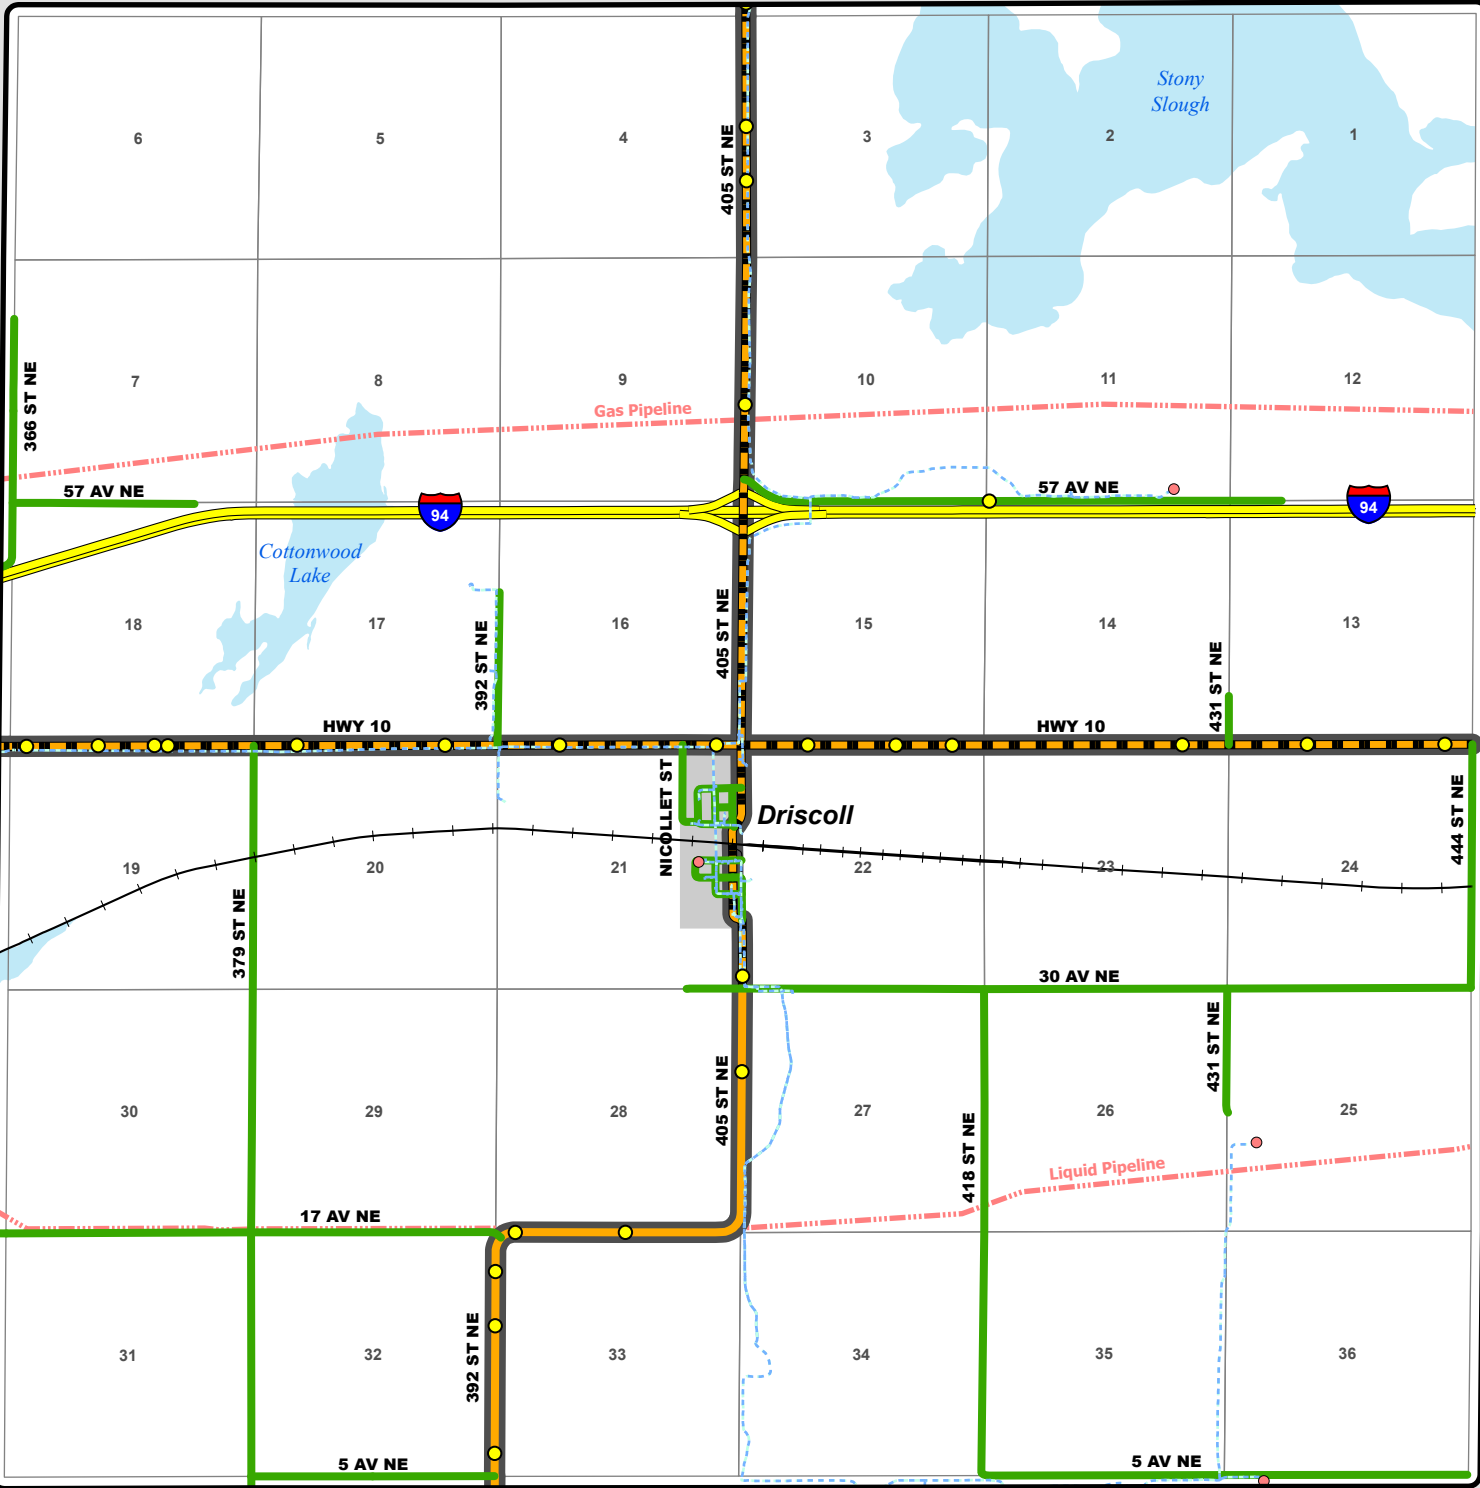 Stony
Slough
6
5
4
3
2
1
405 ST NE
366 ST NE
7
8
9
10
11
12
Gas Pipeline
57 AV NE
57 AV NE
94
94
Cottonwood
Lake
18
17
16
15
14
13
392 ST NE
405 ST NE
431 ST NE
HWY 10
HWY 10
NICOLLET ST
Driscoll
444 ST NE
19
20
21
22
23
24
379 ST NE
30 AV NE
431 ST NE
405 ST NE
30
29
28
27
26
25
418 ST NE
Liquid Pipeline
17 AV NE
392 ST NE
31
32
33
34
35
36
5 AV NE
5 AV NE